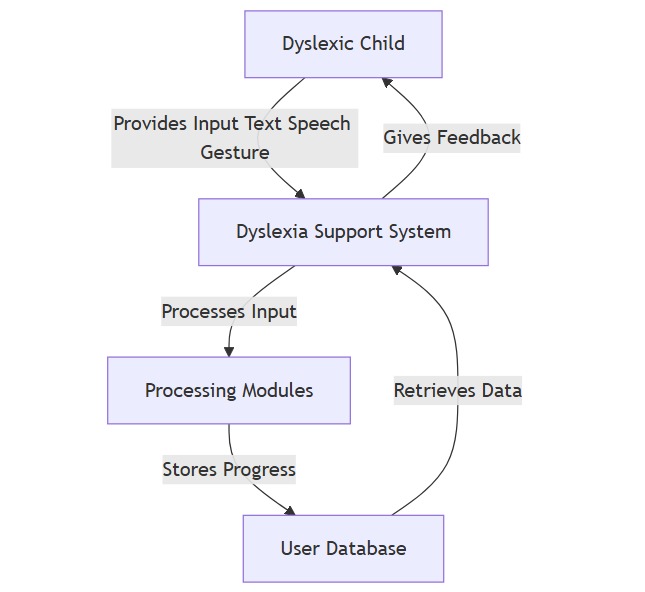 Dyslexic Child
Provides Input Text Speech
Gesture
Gives Feedback
Dyslexia Support System
Processes Input
Processing Modules
Retrieves Data
Stores Progress
User Database